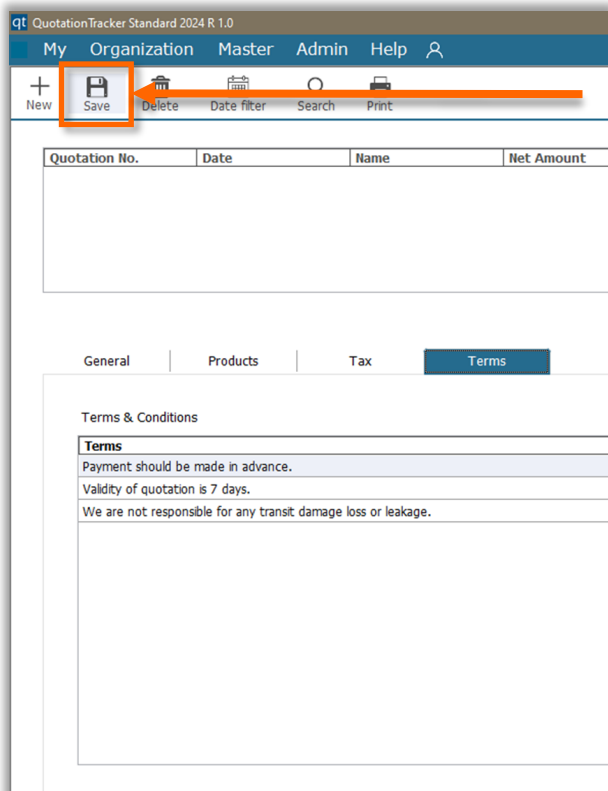 qt QuotationTracker Standard 2024 R 1.0
My Organization Master Admin Help
New Save Delete Date filter Search Print
Quotation No. Date Name Net Amount
General Products Tax Terms
Terms & Conditions
Terms
Payment should be made in advance.
Validity of quotation is 7 days.
We are not responsible for any transit damage loss or leakage.